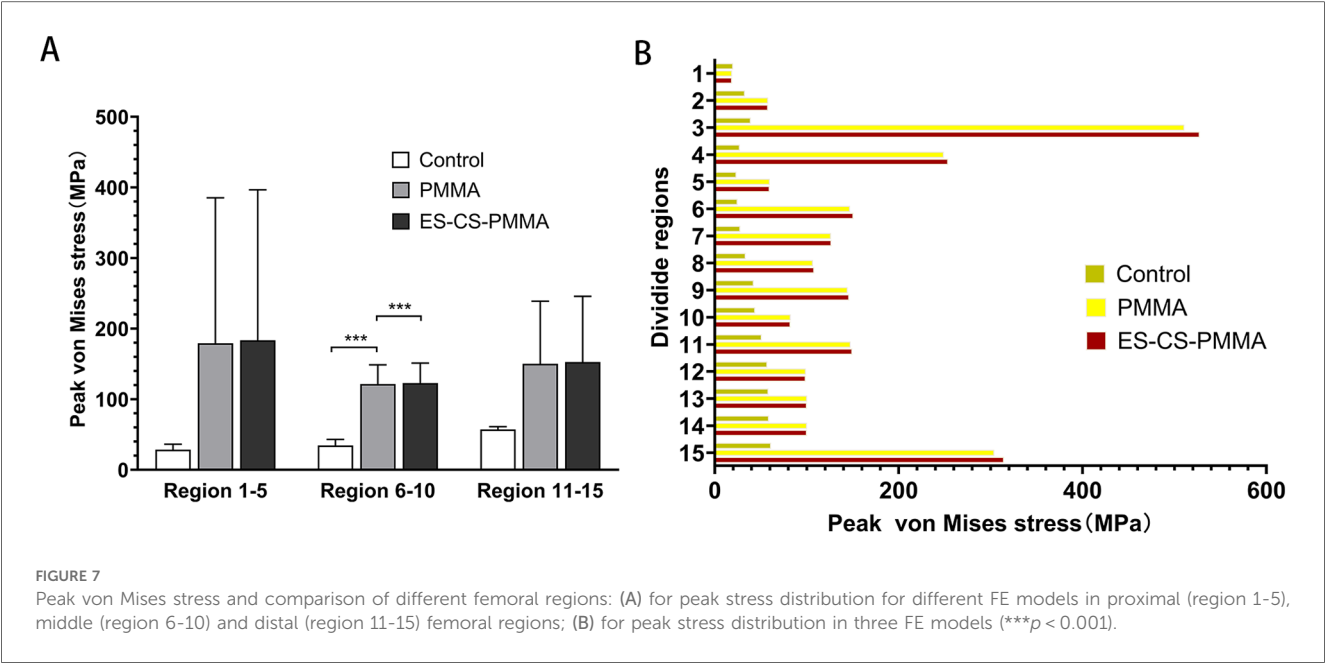 A
B
500
400
300
200
100
0
Peak von Mises stress(MPa)
Control
PMMA
ES-CS-PMMA
***
***
Region 1-5
Region 6-10
Region 11-15
1
2
3
4
5
6
7
8
9
10
11
12
13
14
15
Dividide regions
Control
PMMA
ES-CS-PMMA
0
200
400
600
Peak von Mises stress(MPa)
FIGURE 7
Peak von Mises stress and comparison of different femoral regions: (A) for peak stress distribution for different FE models in proximal (region 1-5),
middle (region 6-10) and distal (region 11-15) femoral regions; (B) for peak stress distribution in three FE models (***p < 0.001).